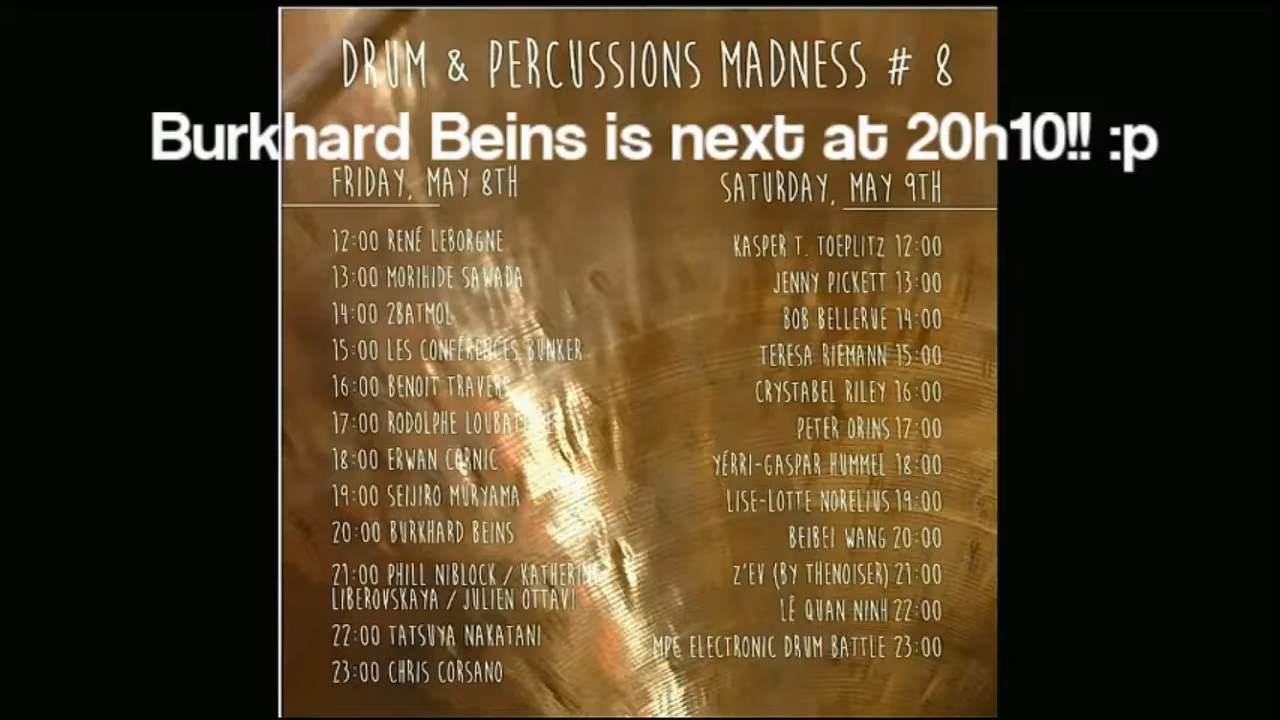 DRUM & PERCUSSIONS MADNESS # 8
Burkhard Beins is next at 20h10!! :p
FRIDAY, MAY 8TH
12:00 RENÉ LEBORGNE
13:00 MORIHIDE SAWADA
14:00 2BATMOL
15:00 LES CONFÉRENCES BUNKER
16:00 BENOIT TRAVERS
17:00 RODOLPHE
18:00 ERWAN CORNIC
19:00 SEIJIRO MURYAMA
20:00 BURKHARD BEINS
21:00 PHILL NIBLOCK / KATHERINE
LIBEROVSKAYA / JULIEN OTTAVI
22:00 TATSUYA NAKATANI
23:00 CHRIS CORSANO
SATURDAY, MAY 9TH
KASPER T. TOEPLITZ 12:00
JENNY PICKETT 13:00
BOB BELLERUE 14:00
TERESA RIEMANN 15:00
CRYSTABEL RILEY 16:00
PETER ORINS 17:00
YÉRRI-GASPAR HUMMEL 18:00
LISE-LOTTE NORELIUS 19:00
BEIBEI WANG 20:00
Z'EV (BY THENOISER) 21:00
LÊ QUAN NINH 22:00
MPE ELECTRONIC DRUM BATTLE 23:00